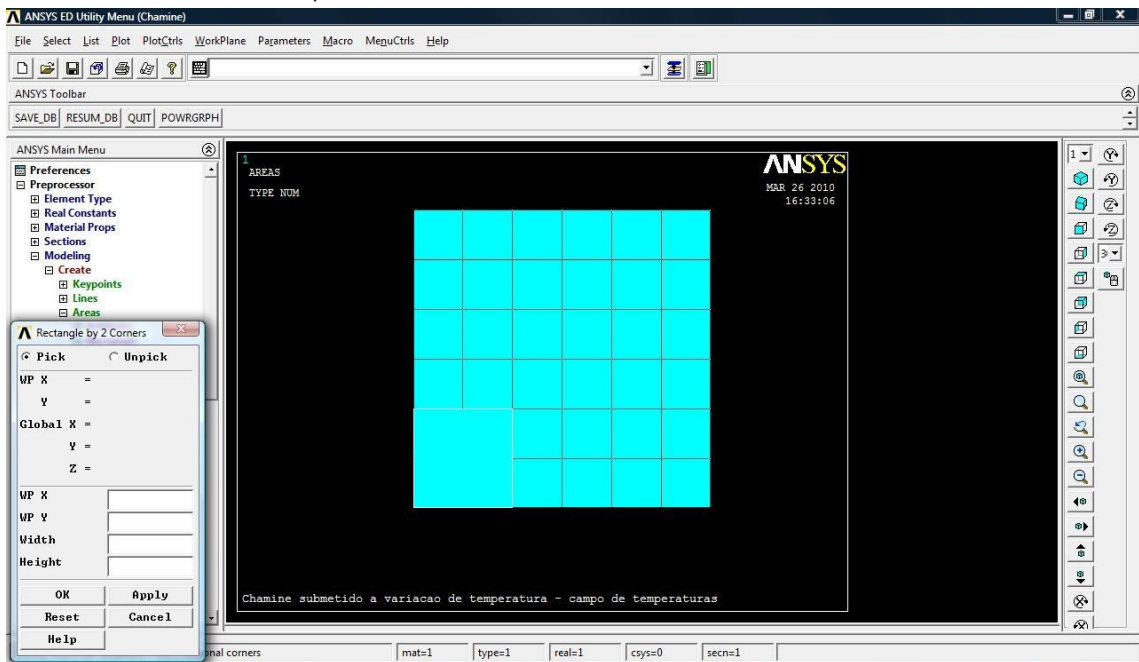 ANSYS ED Utility Menu (Chamine)
File Select List Plot PlotCtrls WorkPlane Parameters Macro MenuCtrls Help
ANSYS Toolbar
SAVE_DB RESUM_DB QUIT POWRGRPH
ANSYS Main Menu
Preferences
Preprocessor
Element Type
Real Constants
Material Props
Sections
Modeling
Create
Keypoints
Lines
Areas
Rectangle by 2 Corners
Pick Unpick
WP X =
Y =
Global X =
Y =
Z =
WP X
WP Y
Width
Height
OK Apply
Reset Cancel
Help
1
AREAS
TYPE NUM
ANSYS
MAR 26 2010
16:33:06
Chamine submetido a variacao de temperatura - campo de temperaturas
1
corners
mat=1 type=1 real=1 csys=0 secn=1